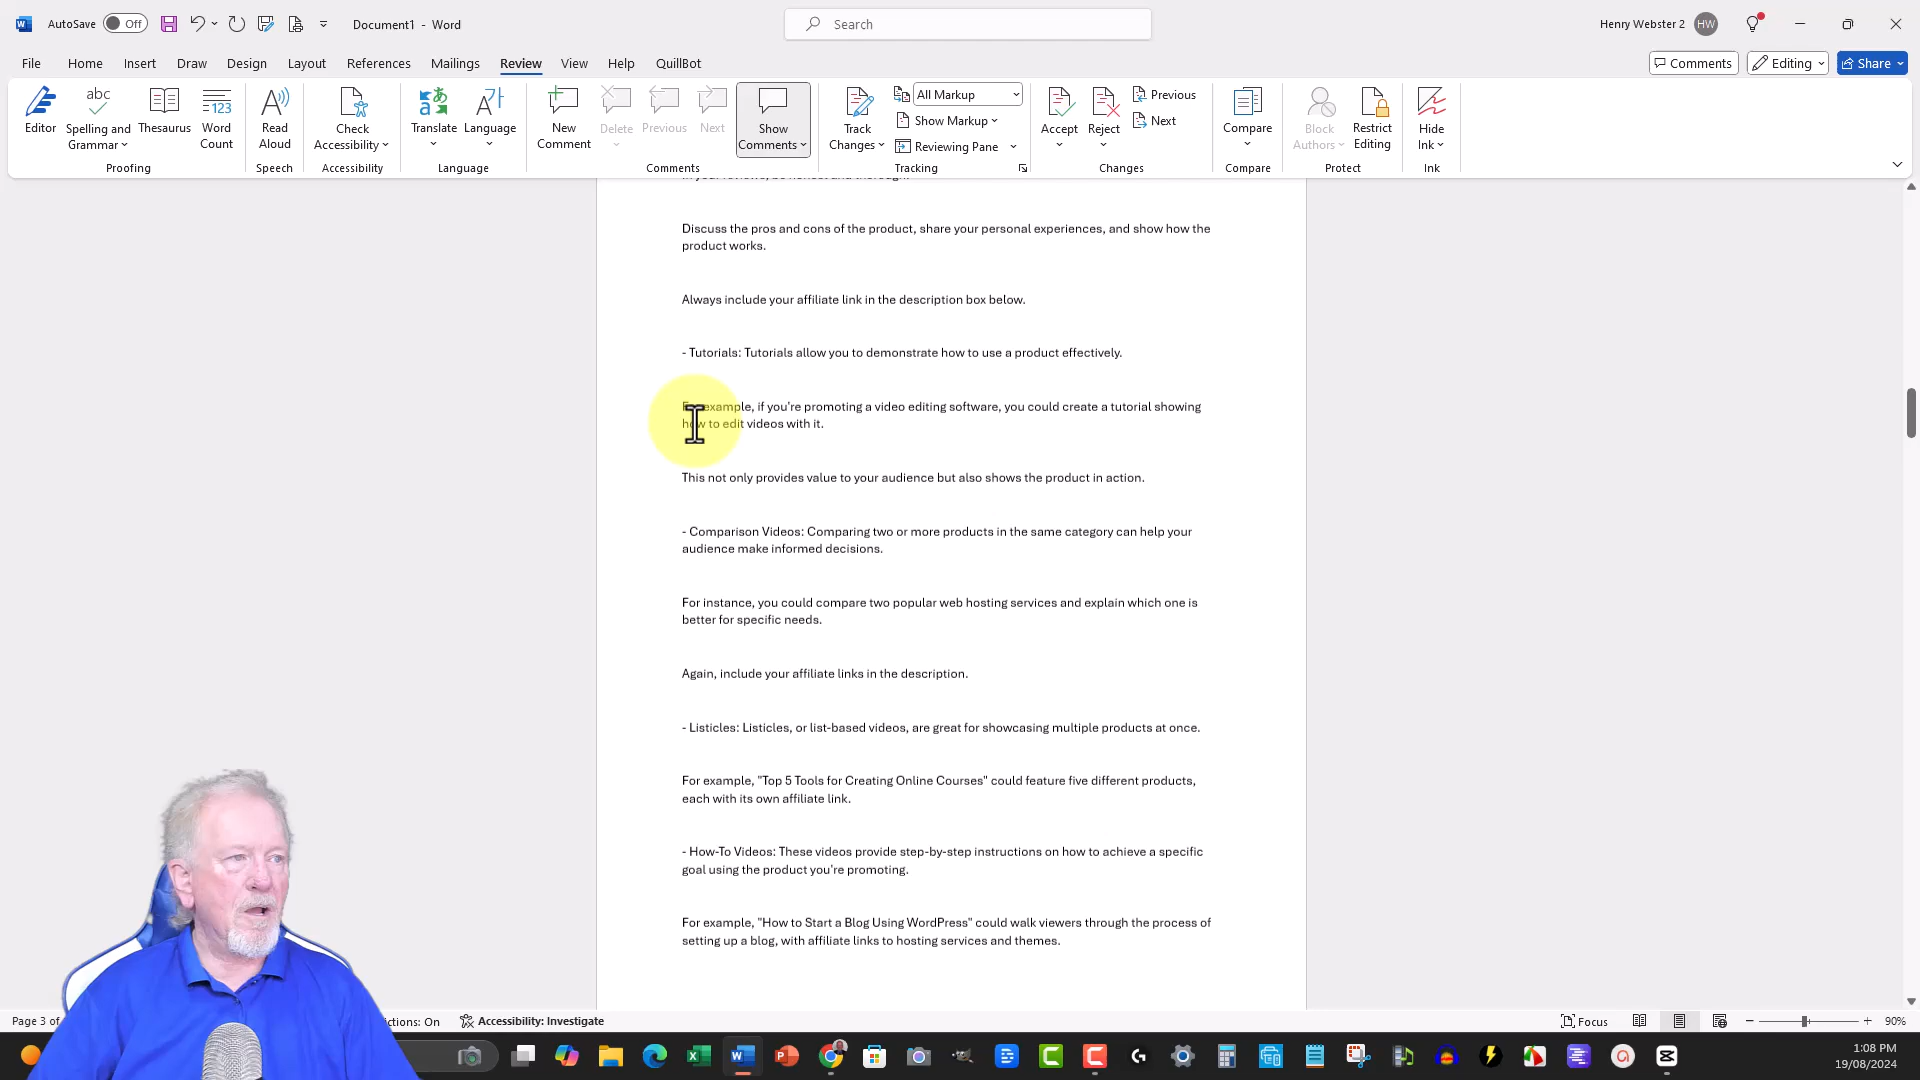 AutoSave Off Document1 - Word Search Henry Webster 2 HW
File Home Insert Draw Design Layout References Mailings Review View Help QuillBot Comments Editing Share
Editor
Spelling and
Grammar
Thesaurus
Word
Count
Proofing
Read
Aloud
Speech
Check
Accessibility
Accessibility
Translate
Language
Language
New
Comment
Delete
Previous
Next
Show
Comments
Comments
Track
Changes
All Markup
Show Markup
Reviewing Pane
Tracking
Accept
Reject
Previous
Next
Changes
Compare
Compare
Block
Authors
Restrict
Editing
Protect
Hide
Ink
Ink
Discuss the pros and cons of the product, share your personal experiences, and show how the
product works.
Always include your affiliate link in the description box below.
- Tutorials: Tutorials allow you to demonstrate how to use a product effectively.
For example, if you're promoting a video editing software, you could create a tutorial showing
how to edit videos with it.
This not only provides value to your audience but also shows the product in action.
- Comparison Videos: Comparing two or more products in the same category can help your
audience make informed decisions.
For instance, you could compare two popular web hosting services and explain which one is
better for specific needs.
Again, include your affiliate links in the description.
- Listicles: Listicles, or list-based videos, are great for showcasing multiple products at once.
For example, "Top 5 Tools for Creating Online Courses" could feature five different products,
each with its own affiliate link.
- How-To Videos: These videos provide step-by-step instructions on how to achieve a specific
goal using the product you're promoting.
For example, "How to Start a Blog Using WordPress" could walk viewers through the process of
setting up a blog, with affiliate links to hosting services and themes.
Page 3 of ctions: On Accessibility: Investigate Focus 90%
1:08 PM
19/08/2024